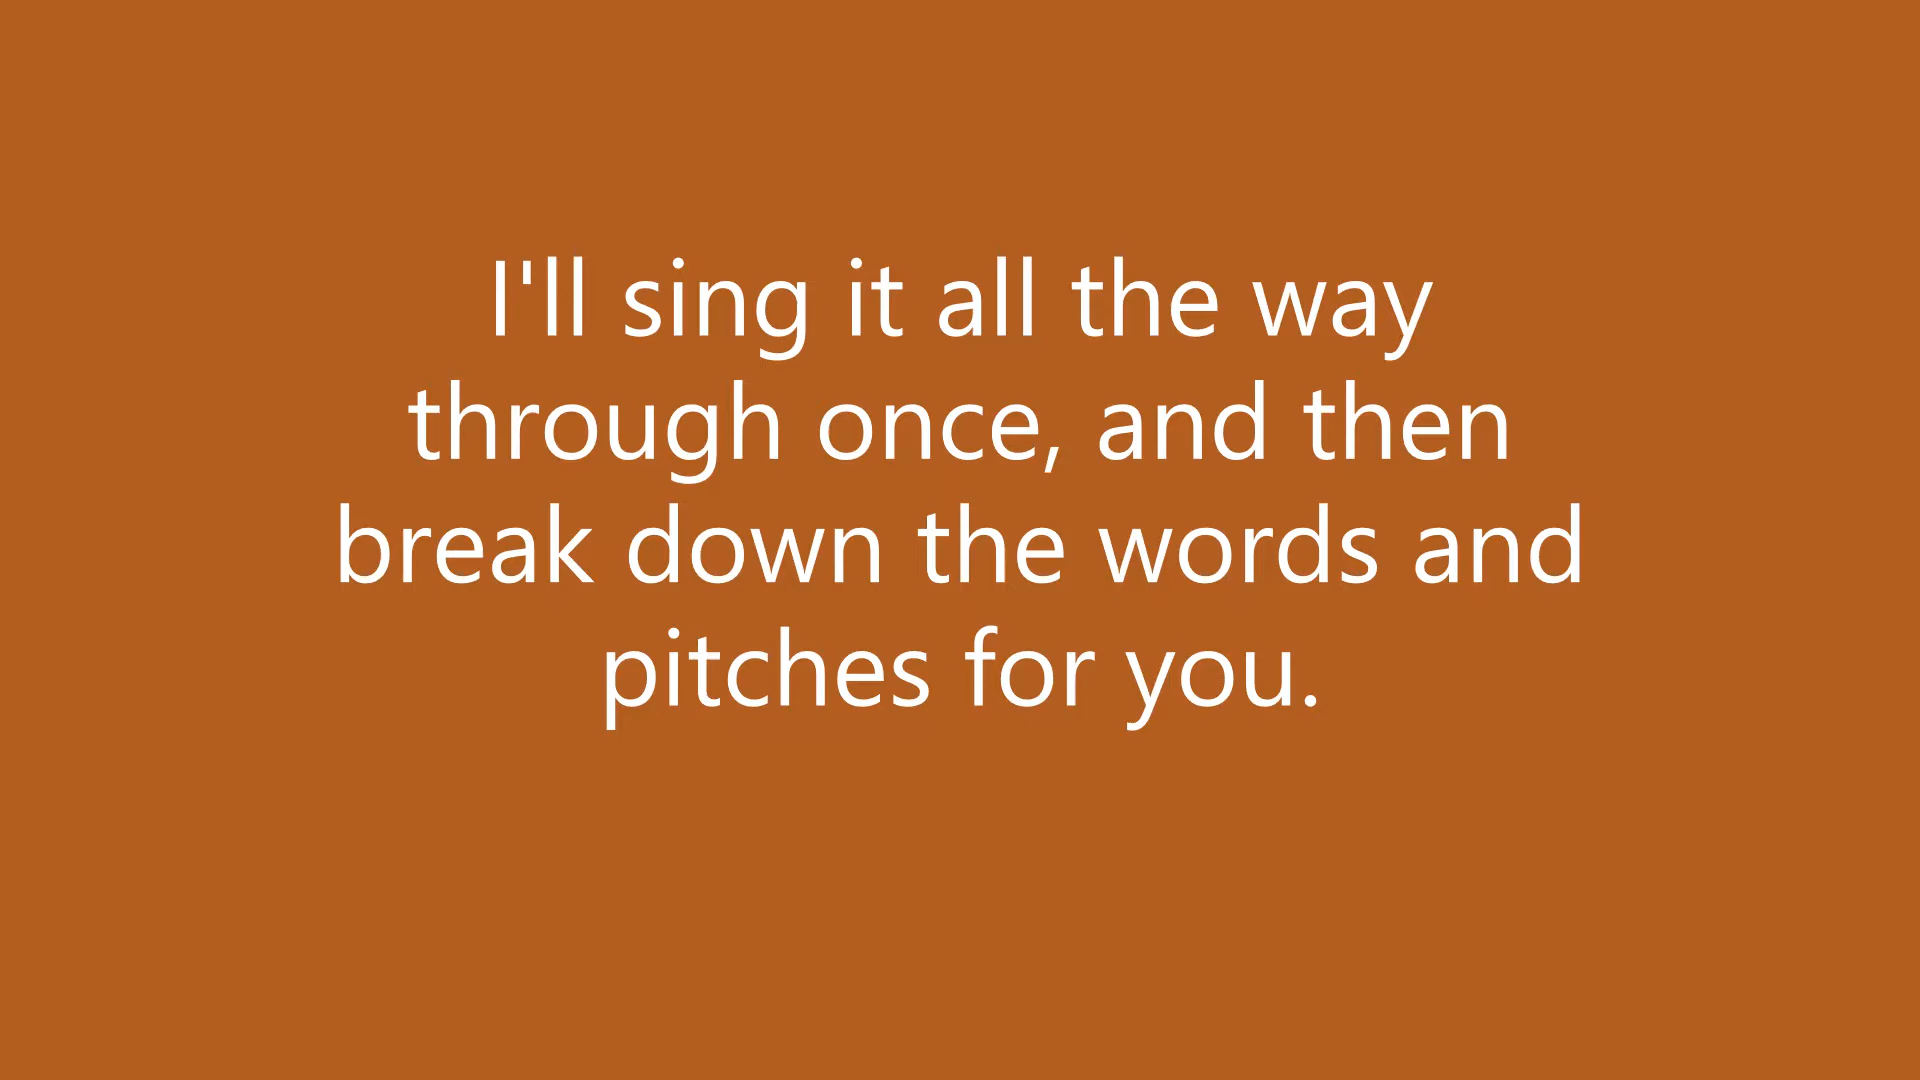 I'll sing it all the way
through once, and then
break down the words and
pitches for you.